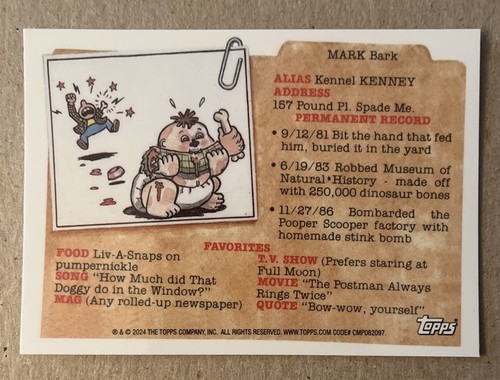 MARK Bark
ALIAS Kennel KENNEY
ADDRESS
157 Pound Pl. Spade Me.
PERMANENT RECORD
• 9/12/81 Bit the hand that fed
him, buried it in the yard
• 6/19/83 Robbed Museum of
Natural•History - made off
with 250,000 dinosaur bones
• 11/27/86 Bombarded the
Pooper Scooper factory with
homemade stink bomb
FAVORITES
FOOD Liv-A-Snaps on
pumpernickle
SONG "How Much did That
Doggy do in the Window?"
MAG (Any rolled-up newspaper)
T.V. SHOW (Prefers staring at
Full Moon)
MOVIE "The Postman Always
Rings Twice"
QUOTE "Bow-wow, yourself"
® & © 2024 THE TOPPS COMPANY, INC. ALL RIGHTS RESERVED. WWW.TOPPS.COM CODE# CMP082097.
topps